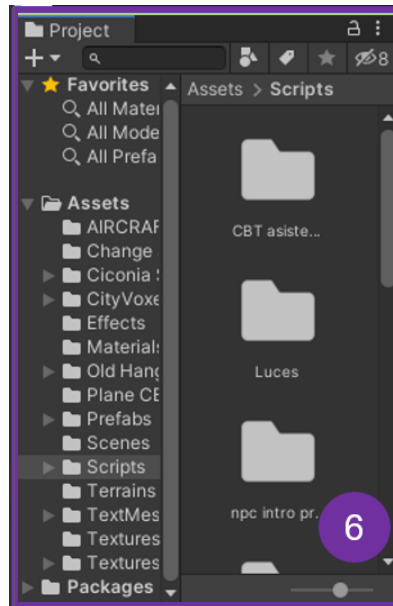 Project
8
Favorites
All Mater
All Mode
All Prefa
Assets > Scripts
Assets
AIRCRAF
Change
Ciconia S
CityVoxe
Effects
Materials
Old Hang
Plane CE
Prefabs
Scenes
Scripts
Terrains
TextMes
Textures
Textures
Packages
CBT asiste...
Luces
npc intro pr...
6